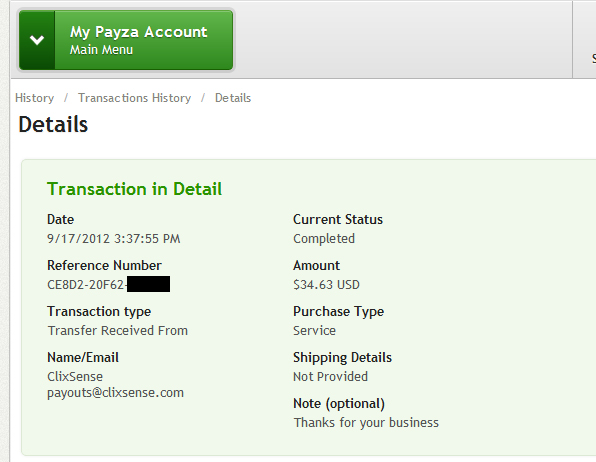 My Payza Account
Main Menu
S
History / Transactions History / Details
Details
Transaction in Detail
Date
9/17/2012 3:37:55 PM
Reference Number
CE8D2-20F62-
Transaction type
Transfer Received From
Name/Email
ClixSense
payouts@clixsense.com
Current Status
Completed
Amount
$34.63 USD
Purchase Type
Service
Shipping Details
Not Provided
Note (optional)
Thanks for your business